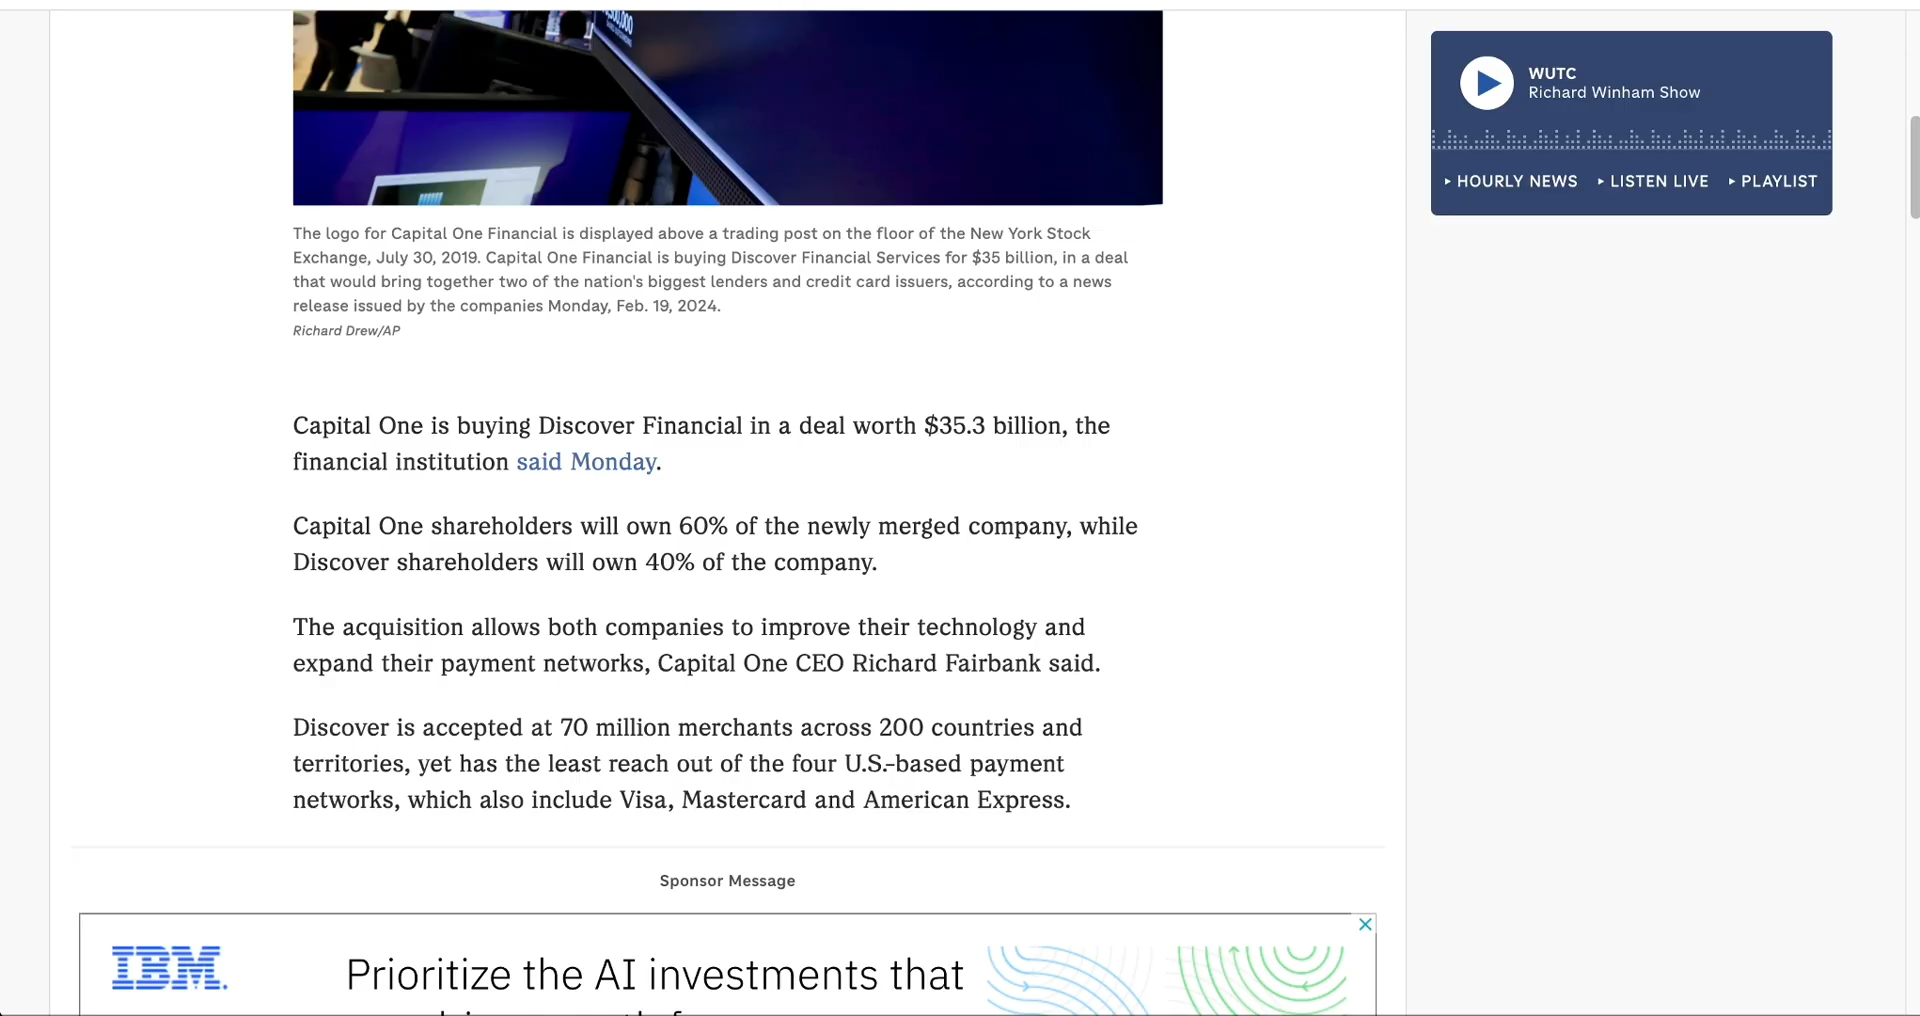 The logo for Capital One Financial is displayed above a trading post on the floor of the New York Stock
Exchange, July 30, 2019. Capital One Financial is buying Discover Financial Services for $35 billion, in a deal
that would bring together two of the nation's biggest lenders and credit card issuers, according to a news
release issued by the companies Monday, Feb. 19, 2024.
Richard Drew/AP
Capital One is buying Discover Financial in a deal worth $35.3 billion, the
financial institution said Monday.
Capital One shareholders will own 60% of the newly merged company, while
Discover shareholders will own 40% of the company.
The acquisition allows both companies to improve their technology and
expand their payment networks, Capital One CEO Richard Fairbank said.
Discover is accepted at 70 million merchants across 200 countries and
territories, yet has the least reach out of the four U.S.-based payment
networks, which also include Visa, Mastercard and American Express.
Sponsor Message
IBM.
Prioritize the AI investments that
WUTC
Richard Winham Show
HOURLY NEWS LISTEN LIVE PLAYLIST